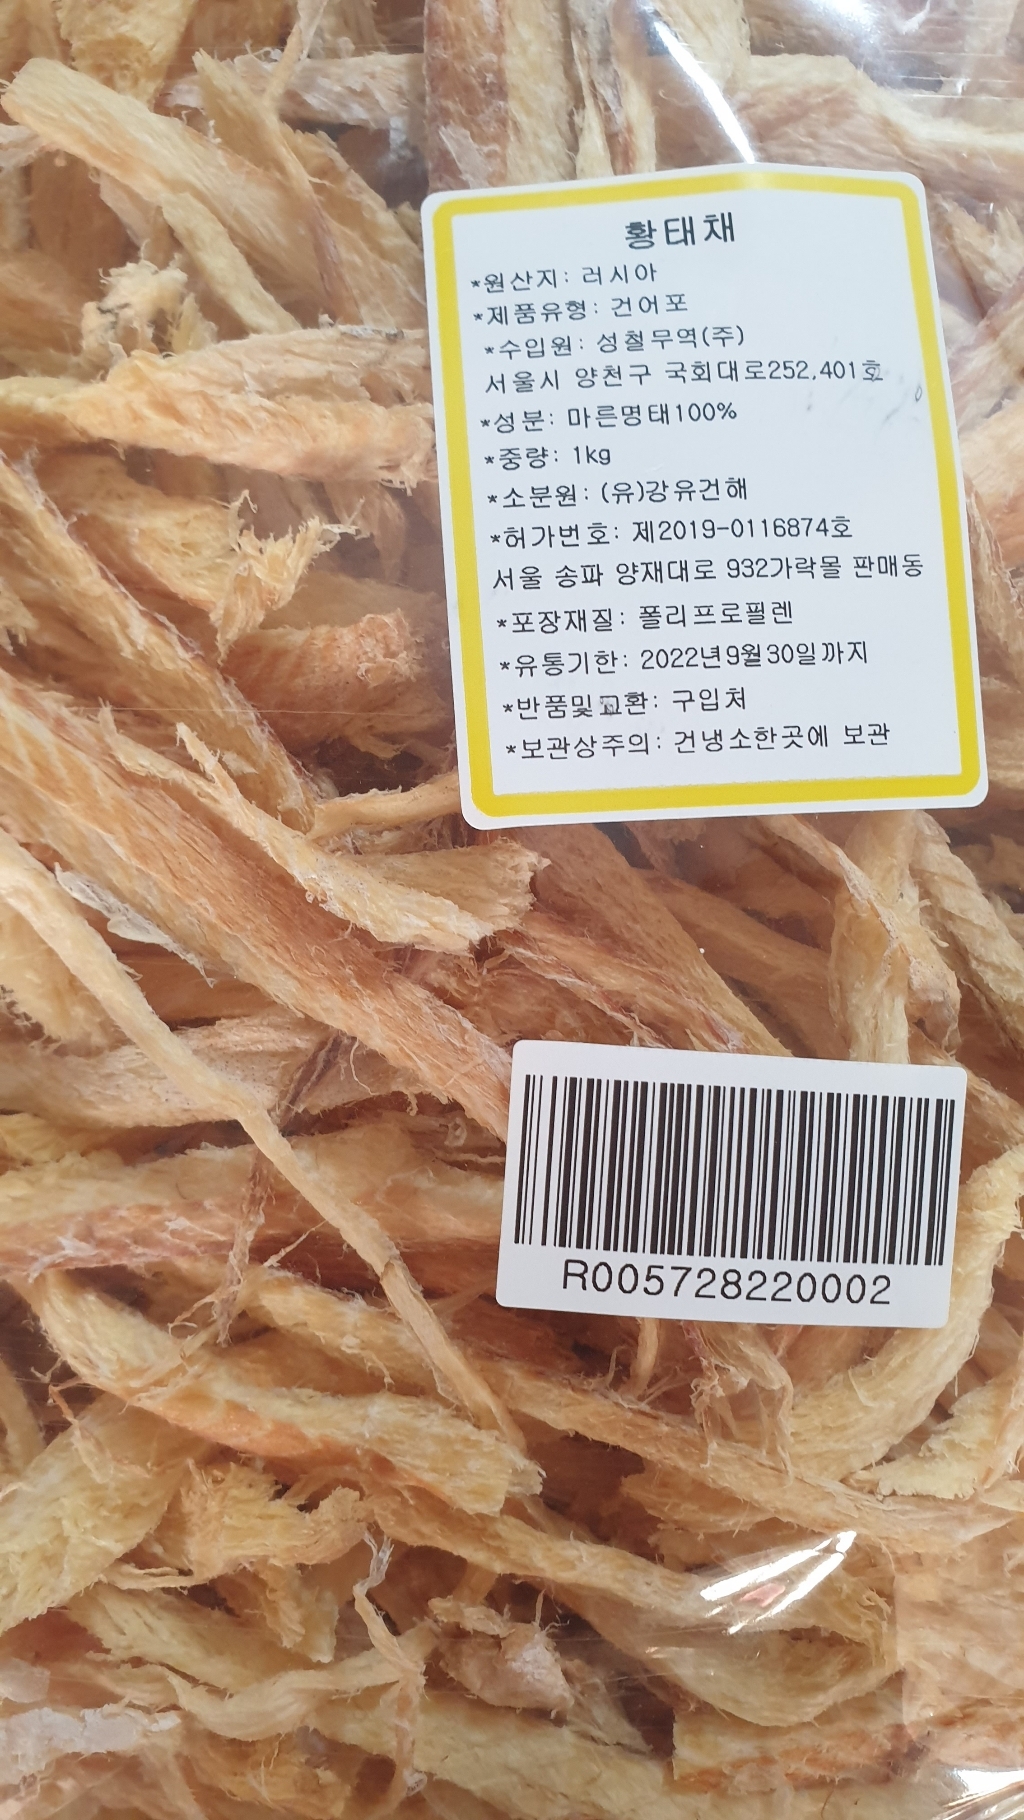 황태채
*원산지: 러시아
*제품유형: 건어포
*수입원: 성철무역(주)
서울시 양천구 국회대로252,401호
*성분: 마른명태100%
*중량: 1kg
*소분원: (유)강유건해
*허가번호: 제2019-0116874호
서울 송파 양재대로 932가락몰 판매동
*포장재질: 폴리프로필렌
*유통기한: 2022년9월30일까지
*반품및교환: 구입처
*보관상주의: 건냉소한곳에 보관
R005728220002